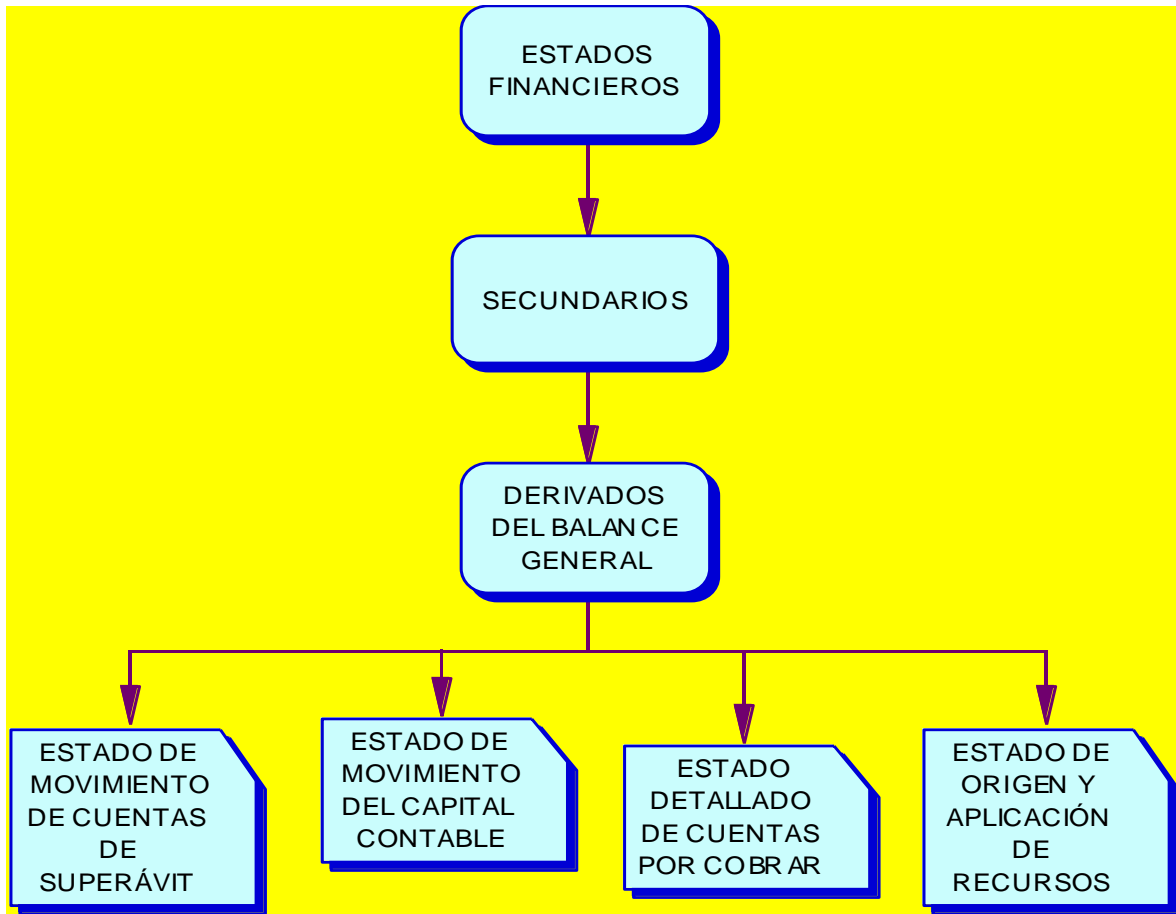 ESTADOS
FINANCIEROS
SECUNDARIOS
DERIVADOS
DEL BALANCE
GENERAL
ESTADO DE
MOVIMIENTO
DE CUENTAS
DE
SUPERÁVIT
ESTADO DE
MOVIMIENTO
DEL CAPITAL
CONTABLE
ESTADO
DETALLADO
DE CUENTAS
POR COBRAR
ESTADO DE
ORIGEN Y
APLICACIÓN
DE
RECURSOS